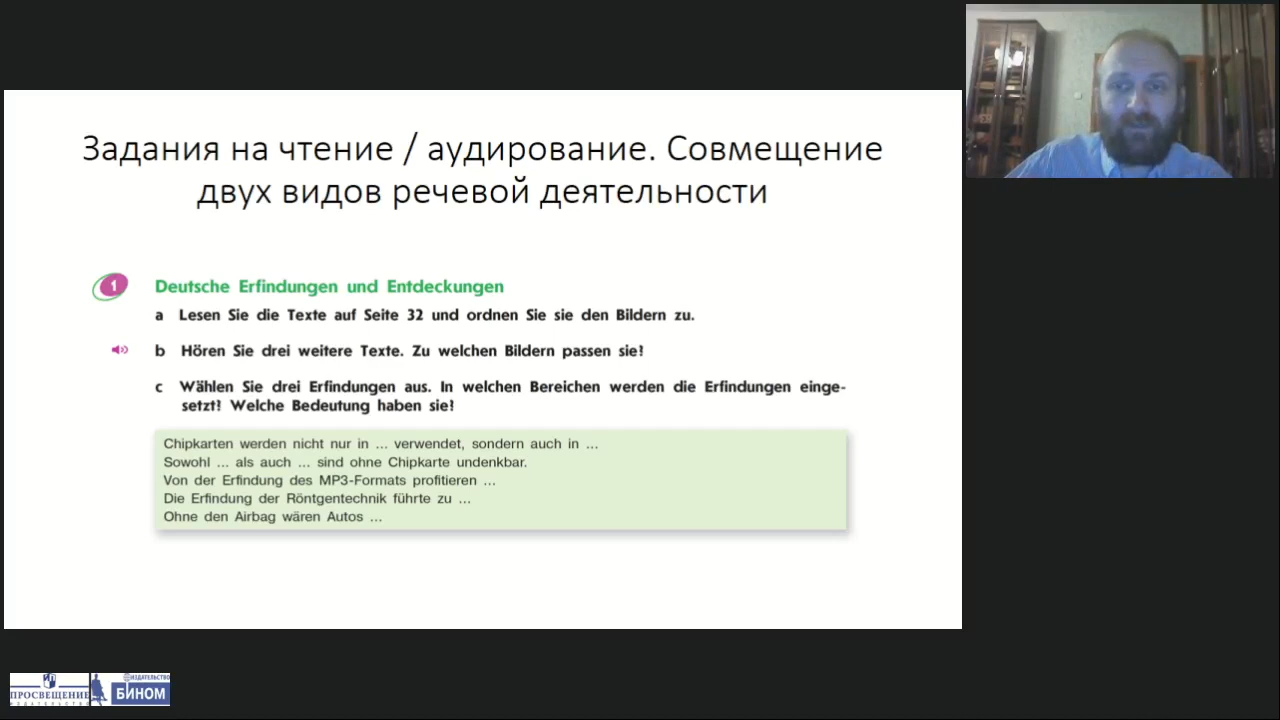 Задания на чтение / аудирование. Совмещение
двух видов речевой деятельности
1
Deutsche Erfindungen und Entdeckungen
a Lesen Sie die Texte auf Seite 32 und ordnen Sie sie den Bildern zu.
b Hören Sie drei weitere Texte. Zu welchen Bildern passen sie?
c Wählen Sie drei Erfindungen aus. In welchen Bereichen werden die Erfindungen einge-
setzt? Welche Bedeutung haben sie?
Chipkarten werden nicht nur in ... verwendet, sondern auch in ...
Sowohl ... als auch ... sind ohne Chipkarte undenkbar.
Von der Erfindung des MP3-Formats profitieren ...
Die Erfindung der Röntgentechnik führte zu ...
Ohne den Airbag wären Autos ...
ПРОСВЕЩЕНИЕ
ИЗДАТЕЛЬСТВО
ИЗДАТЕЛЬСТВО
БИНОМ